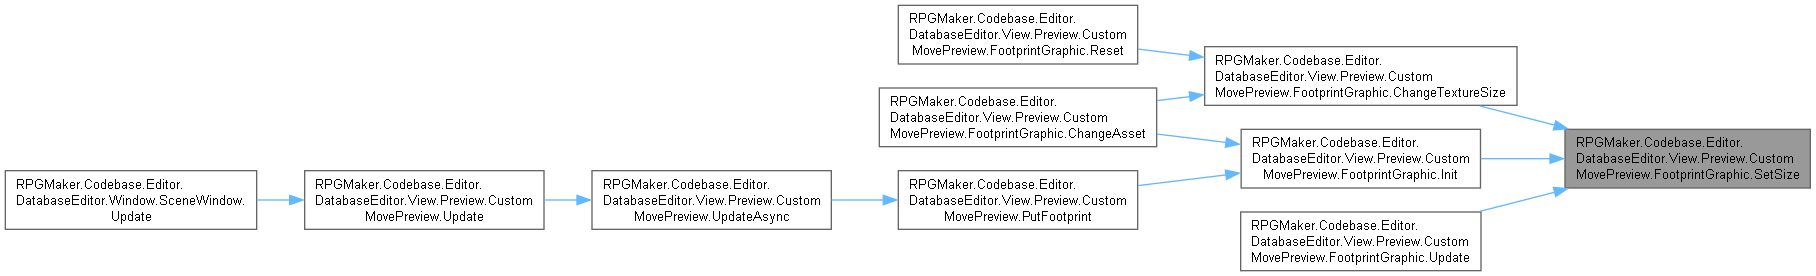 RPGMaker.Codebase.Editor.
DatabaseEditor.View.Preview.Custom
MovePreview.FootprintGraphic.Reset
RPGMaker.Codebase.Editor.
DatabaseEditor.View.Preview.Custom
MovePreview.FootprintGraphic.ChangeTextureSize
RPGMaker.Codebase.Editor.
DatabaseEditor.View.Preview.Custom
MovePreview.FootprintGraphic.ChangeAsset
RPGMaker.Codebase.Editor.
DatabaseEditor.View.Preview.Custom
MovePreview.FootprintGraphic.Init
RPGMaker.Codebase.Editor.
DatabaseEditor.View.Preview.Custom
MovePreview.FootprintGraphic.SetSize
RPGMaker.Codebase.Editor.
DatabaseEditor.Window.SceneWindow.
Update
RPGMaker.Codebase.Editor.
DatabaseEditor.View.Preview.Custom
MovePreview.Update
RPGMaker.Codebase.Editor.
DatabaseEditor.View.Preview.Custom
MovePreview.UpdateAsync
RPGMaker.Codebase.Editor.
DatabaseEditor.View.Preview.Custom
MovePreview.PutFootprint
RPGMaker.Codebase.Editor.
DatabaseEditor.View.Preview.Custom
MovePreview.FootprintGraphic.Update